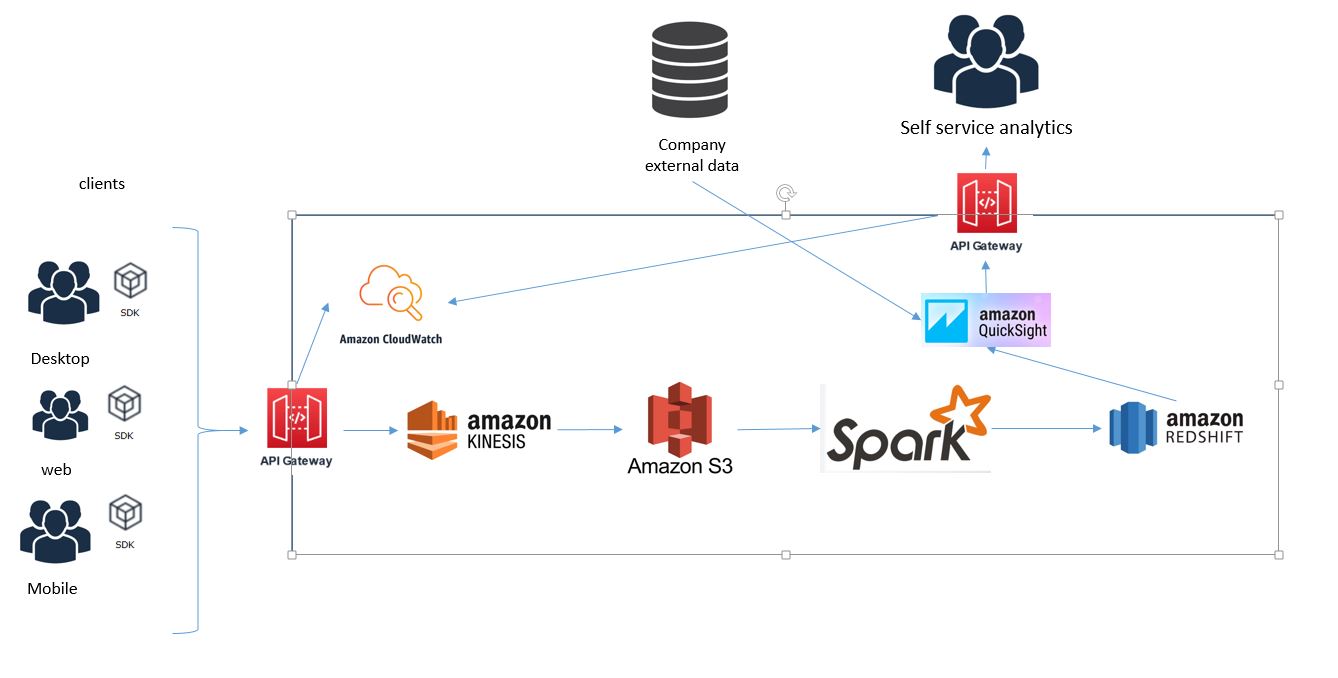 Company
external data
Self service analytics
clients
API Gateway
SDK
Amazon CloudWatch
amazon
QuickSight
Desktop
SDK
web
API Gateway
amazon
KINESIS
Amazon S3
Spark
amazon
REDSHIFT
SDK
Mobile